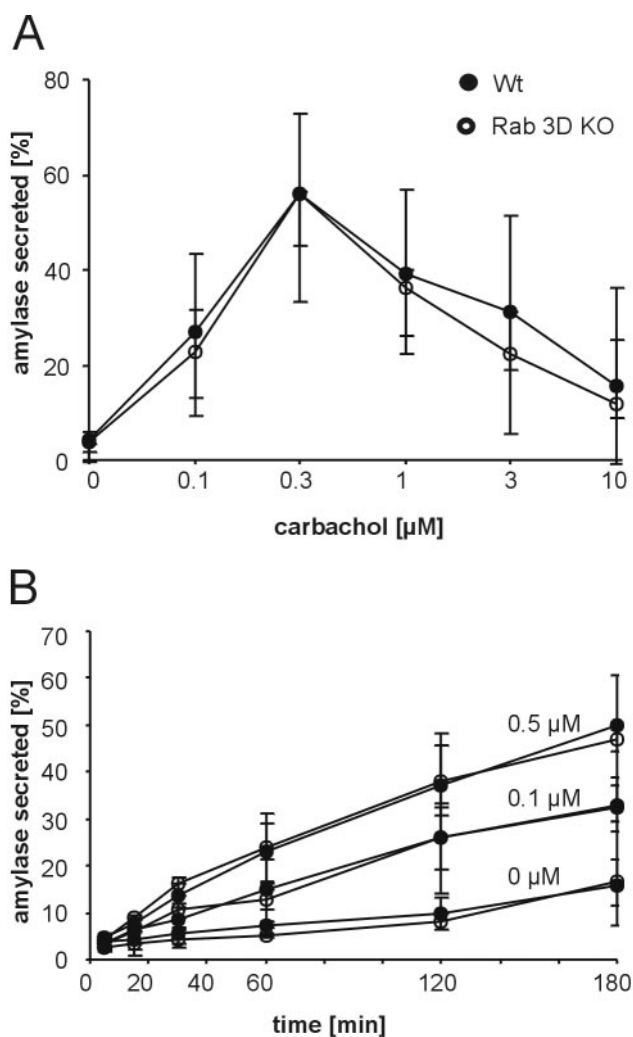 A
80
60
40
20
0
amylase secreted [%]
Wt
Rab 3D KO
0 0.1 0.3 1 3 10
carbachol [µM]
B
70
60
50
40
30
20
10
0
amylase secreted [%]
0.5 µM
0.1 µM
0 µM
0 20 40 60 120 180
time [min]